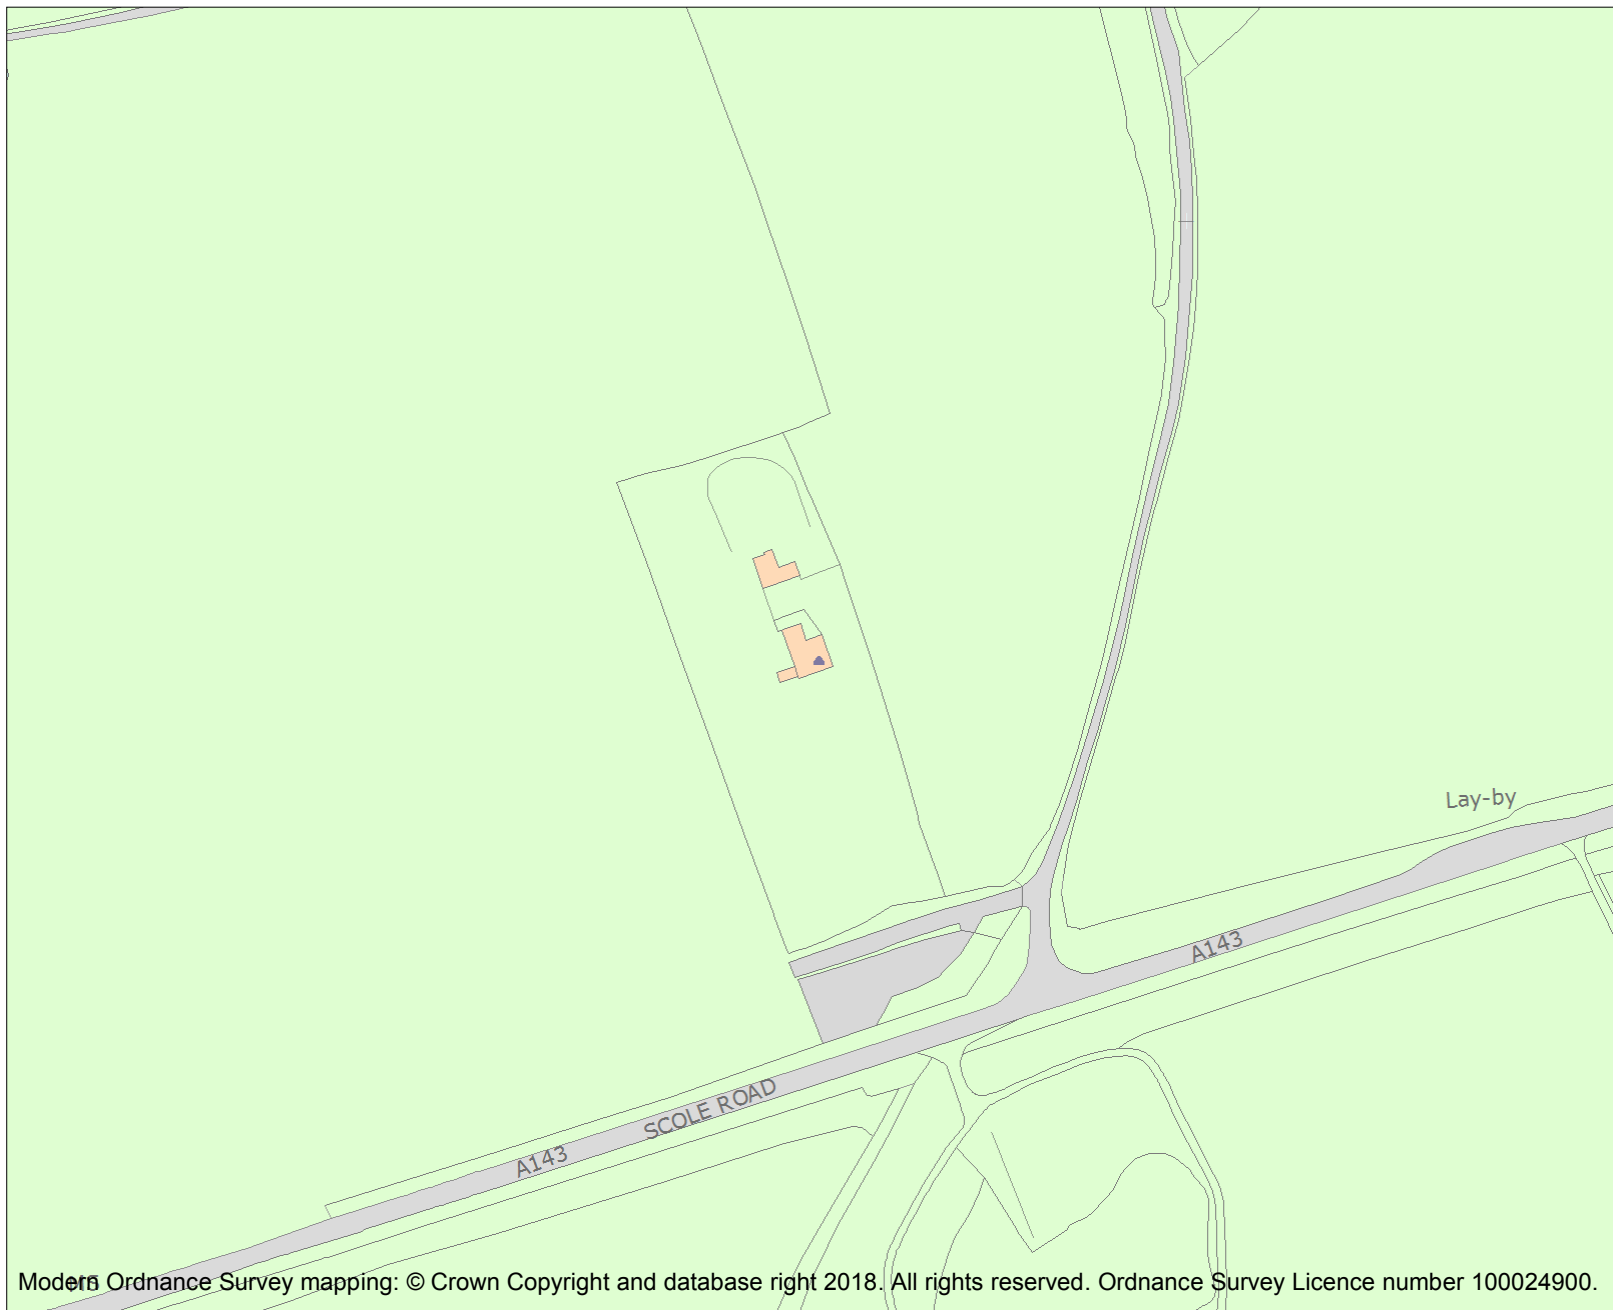 Lay-by
A143
SCOLE ROAD
A143
Modern Ordnance Survey mapping: © Crown Copyright and database right 2018. All rights reserved. Ordnance Survey Licence number 100024900.